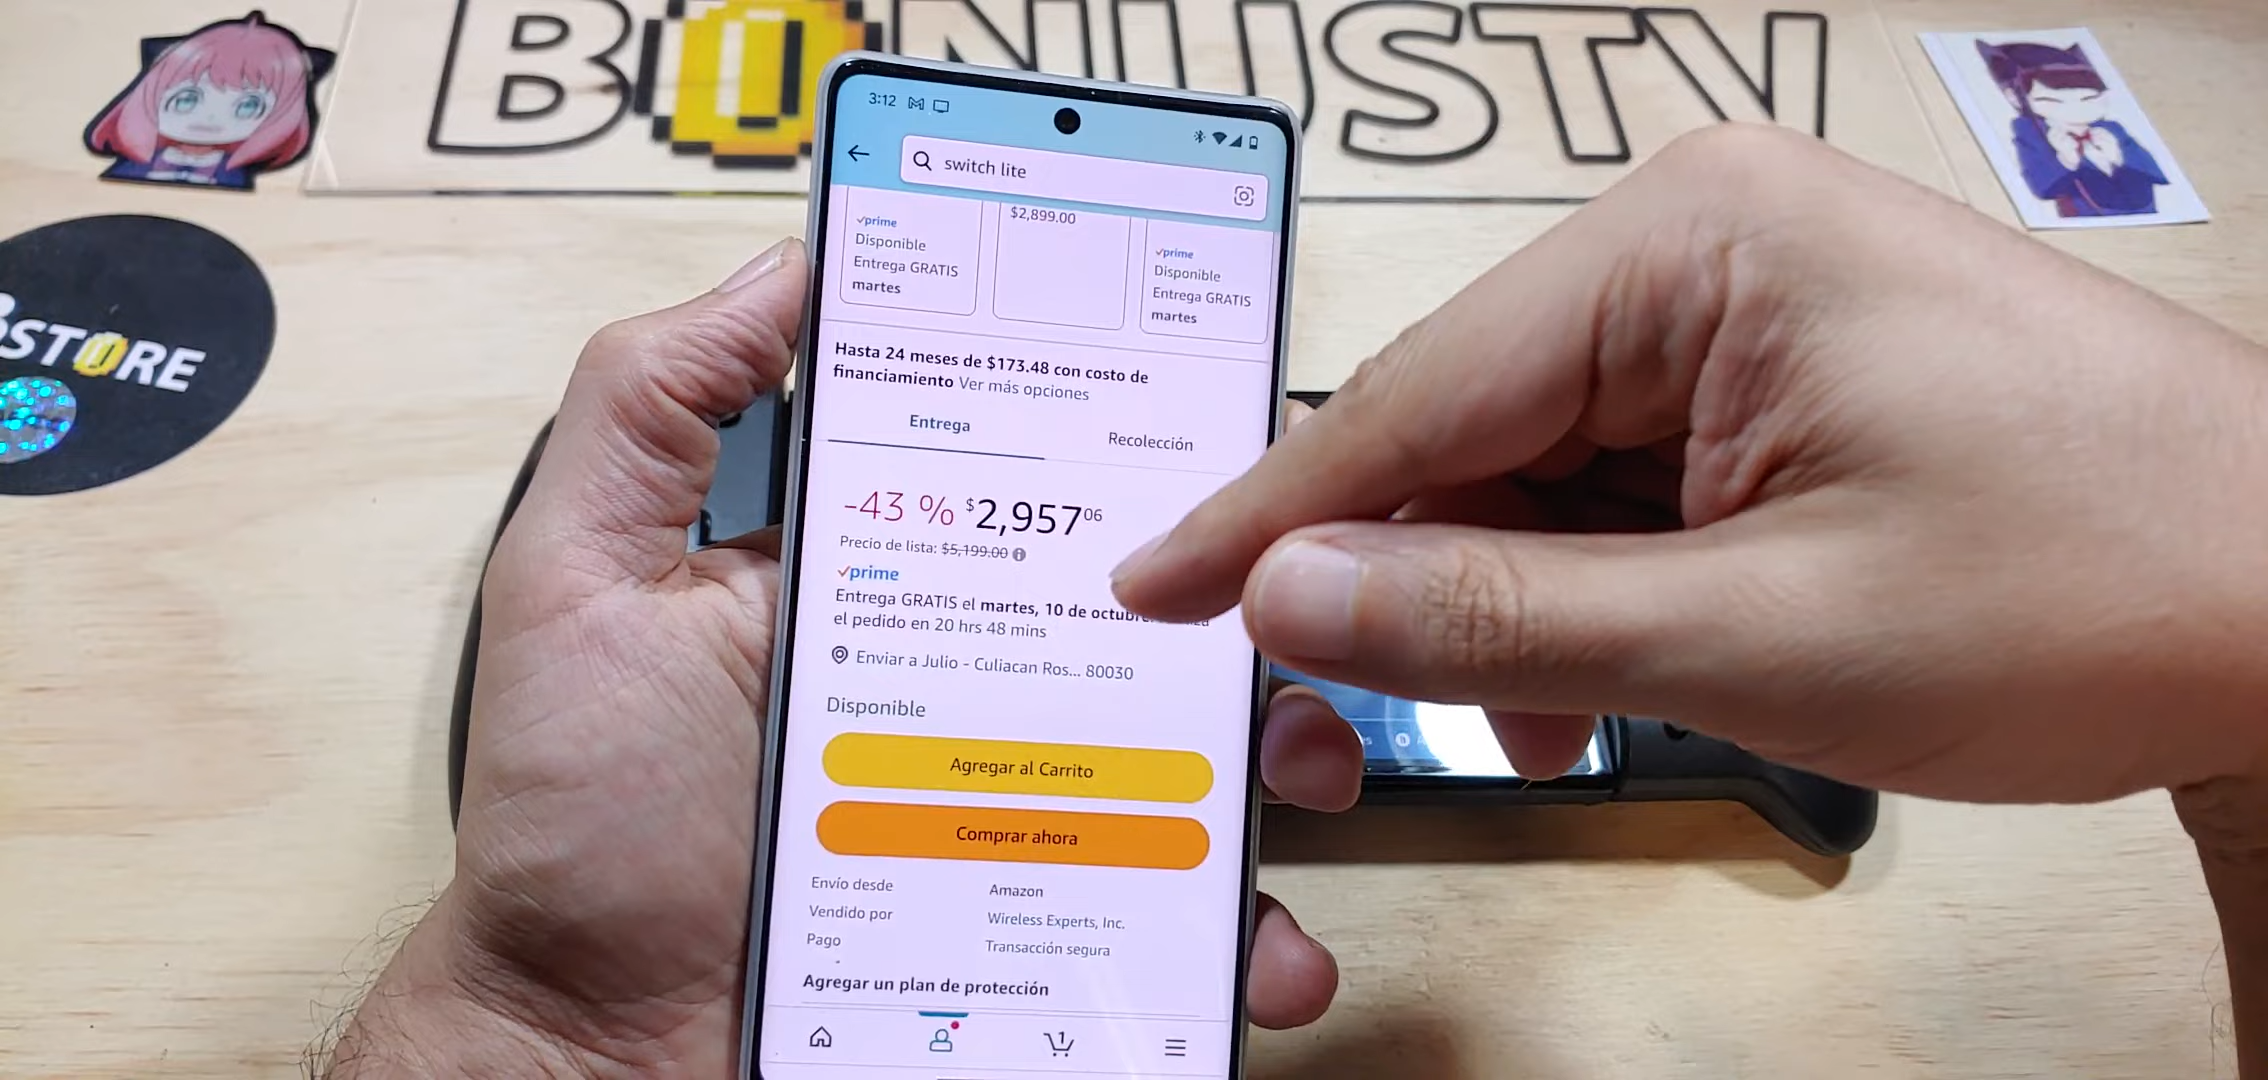 BONUSTV
STORE
3:12
switch lite
prime
Disponible
Entrega GRATIS
martes
$2,899.00
prime
Disponible
Entrega GRATIS
martes
Hasta 24 meses de $173.48 con costo de
financiamiento Ver más opciones
Entrega
Recolección
-43 % $2,957 06
Precio de lista: $5,199.00
prime
Entrega GRATIS el martes, 10 de
el pedido en 20 hrs 48 mins
Enviar a Julio - Culiacan Ros... 80030
Disponible
Agregar al Carrito
Comprar ahora
Envío desde Amazon
Vendido por Wireless Experts, Inc.
Pago Transacción segura
Agregar un plan de protección
1